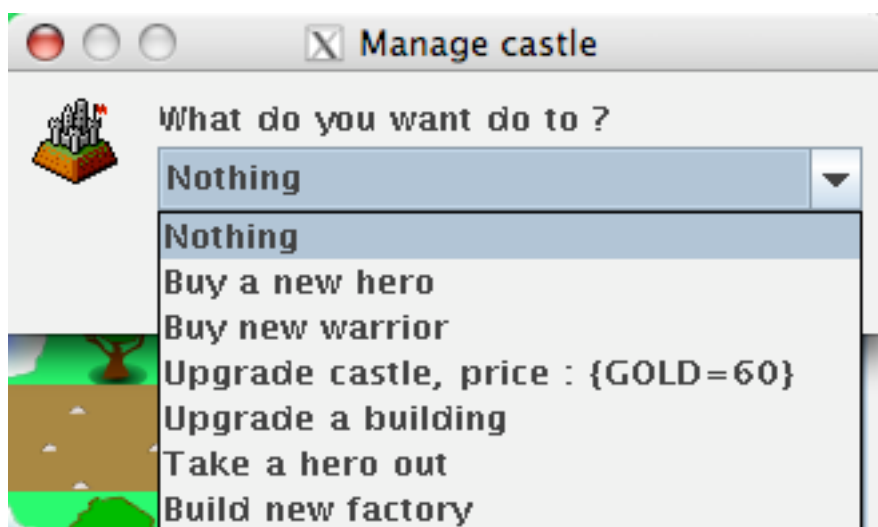 Manage castle
What do you want do to ?
Nothing
Nothing
Buy a new hero
Buy new warrior
Upgrade castle, price : {GOLD=60}
Upgrade a building
Take a hero out
Build new factory